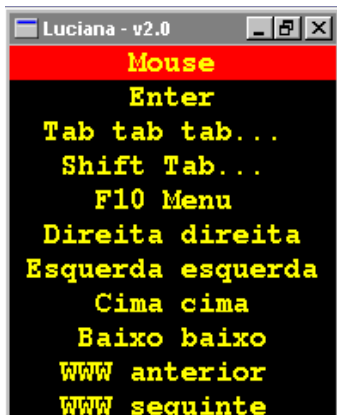 Luciana - v2.0
Mouse
Enter
Tab tab tab...
Shift Tab...
F10 Menu
Direita direita
Esquerda esquerda
Cima cima
Baixo baixo
WWW anterior
WWW seguinte